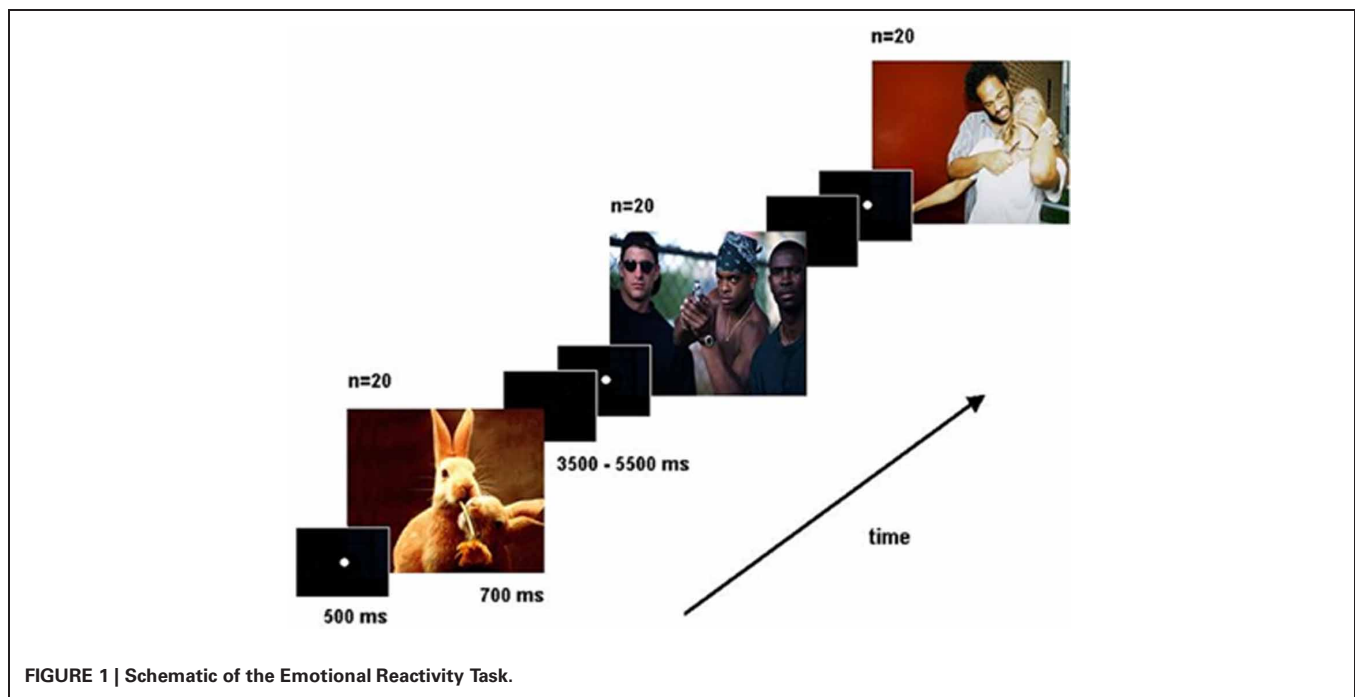 n=20
n=20
n=20
3500 - 5500 ms
time
700 ms
500 ms
FIGURE 1 | Schematic of the Emotional Reactivity Task.